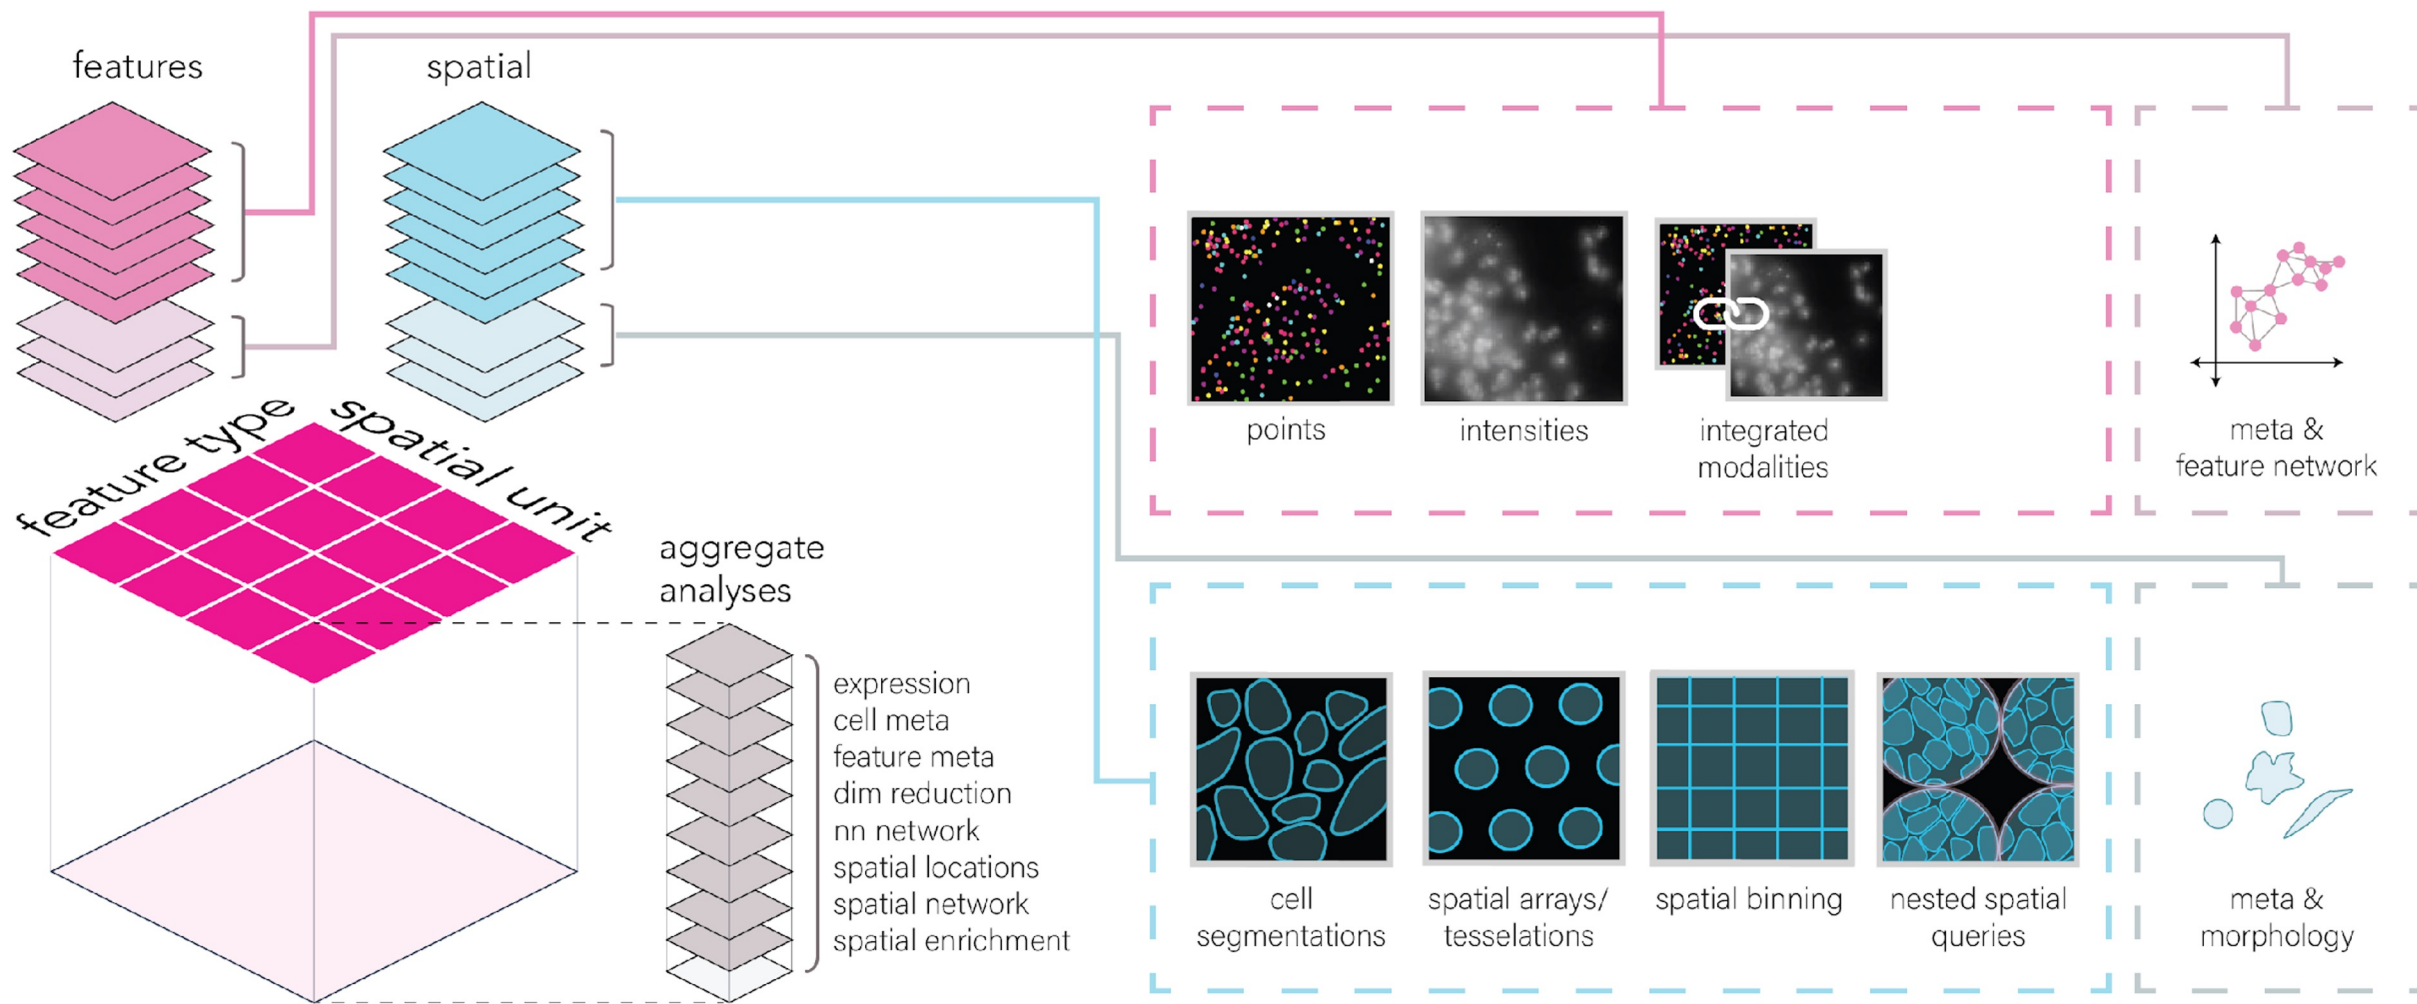 features
spatial
feature type
spatial unit
aggregate
analyses
expression
cell meta
feature meta
dim reduction
nn network
spatial locations
spatial network
spatial enrichment
points
intensities
integrated
modalities
meta &
feature network
cell
segmentations
spatial arrays/
tesselations
spatial binning
nested spatial
queries
meta &
morphology